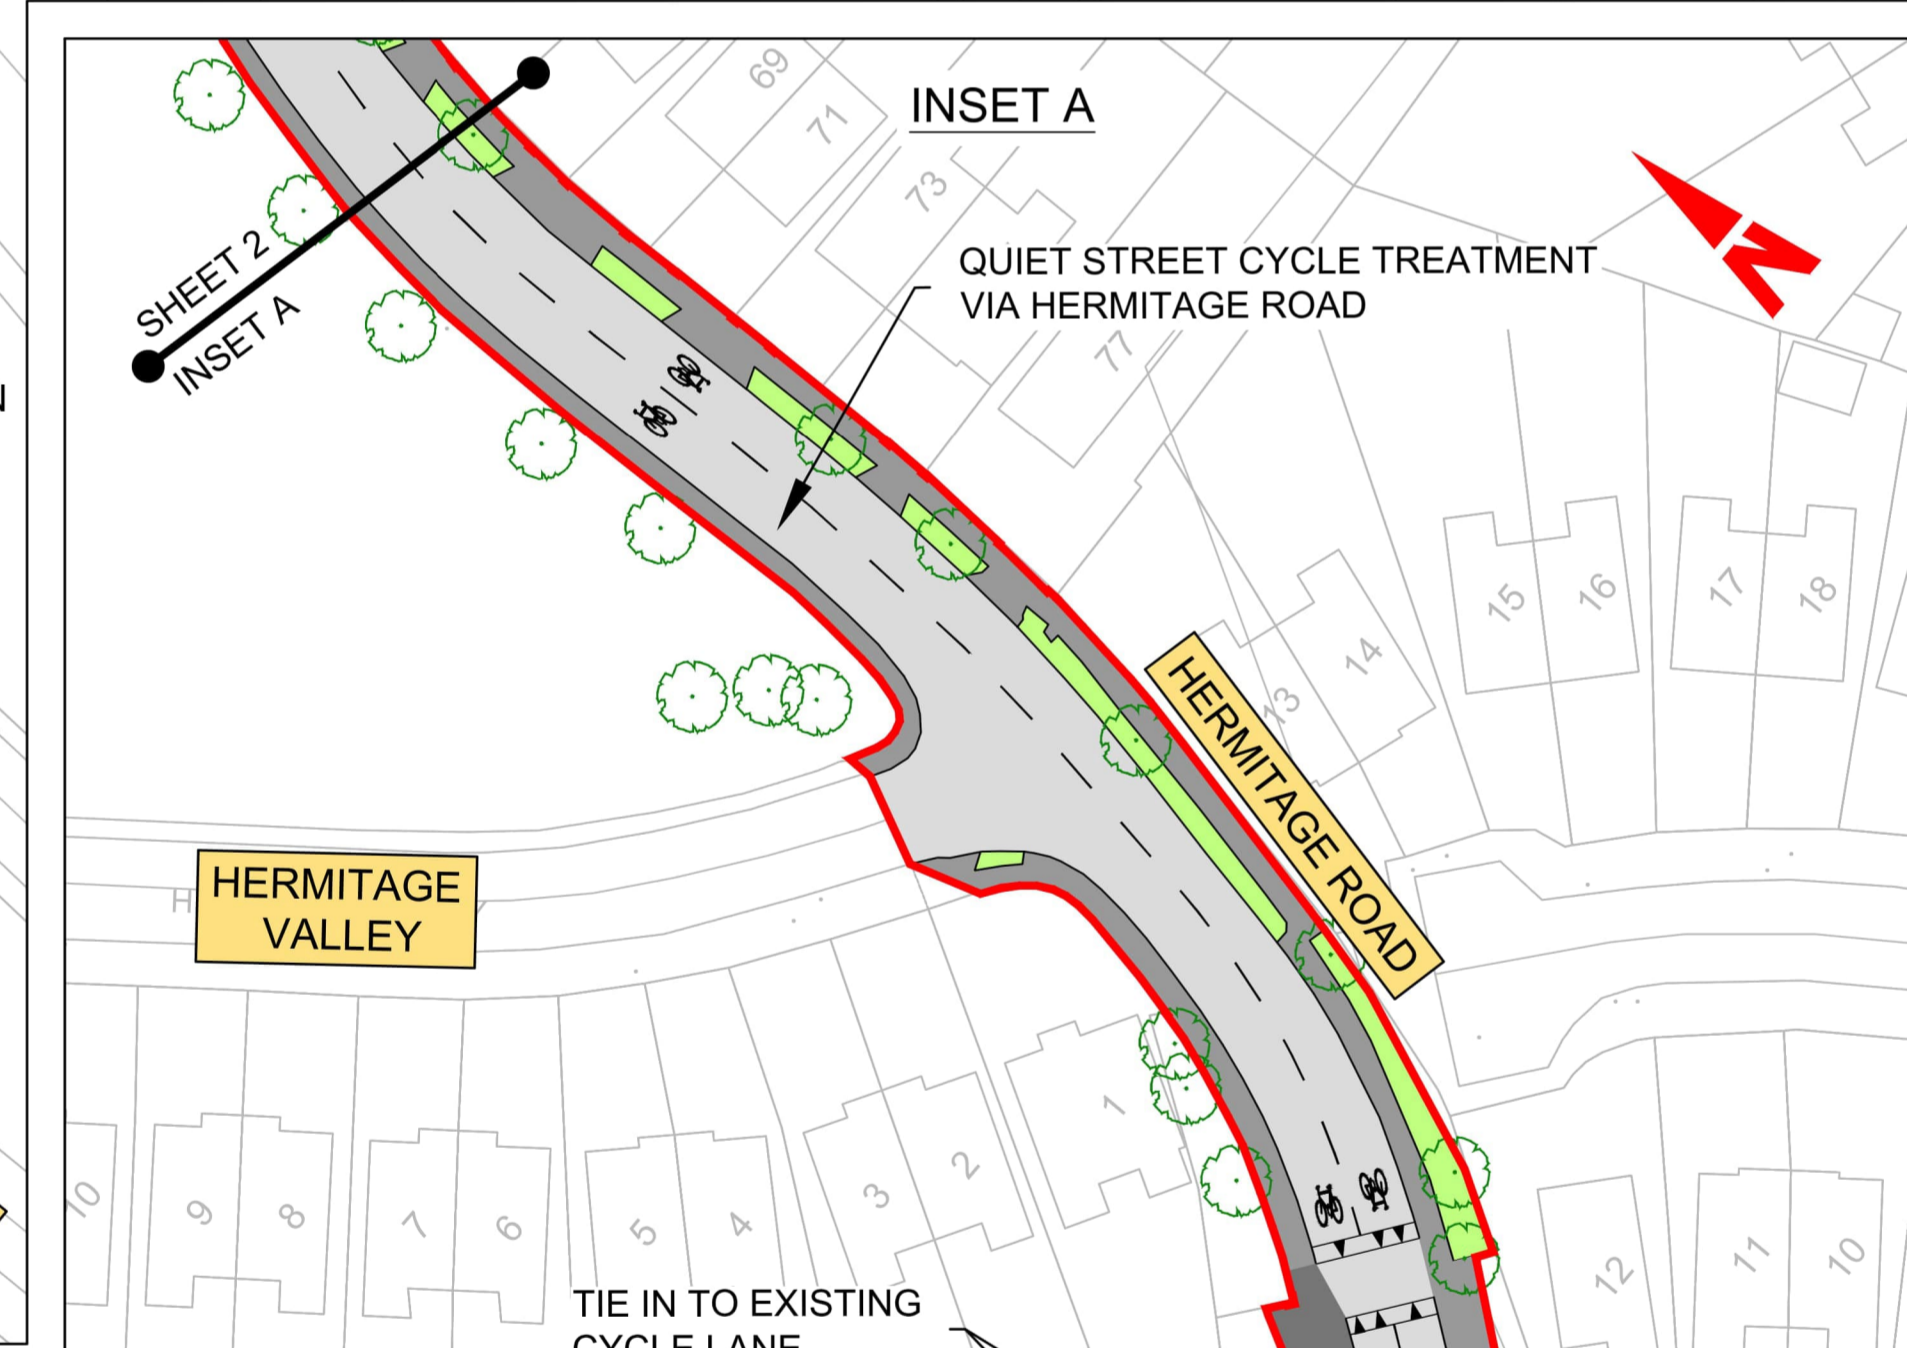 INSET A
69
71
73
SHEET 2
INSET A
QUIET STREET CYCLE TREATMENT
VIA HERMITAGE ROAD
77
15
16
17
18
14
13
HERMITAGE ROAD
HERMITAGE
VALLEY
10
9
8
7
6
5
4
3
2
1
12
11
10
TIE IN TO EXISTING
CYCLE LANE